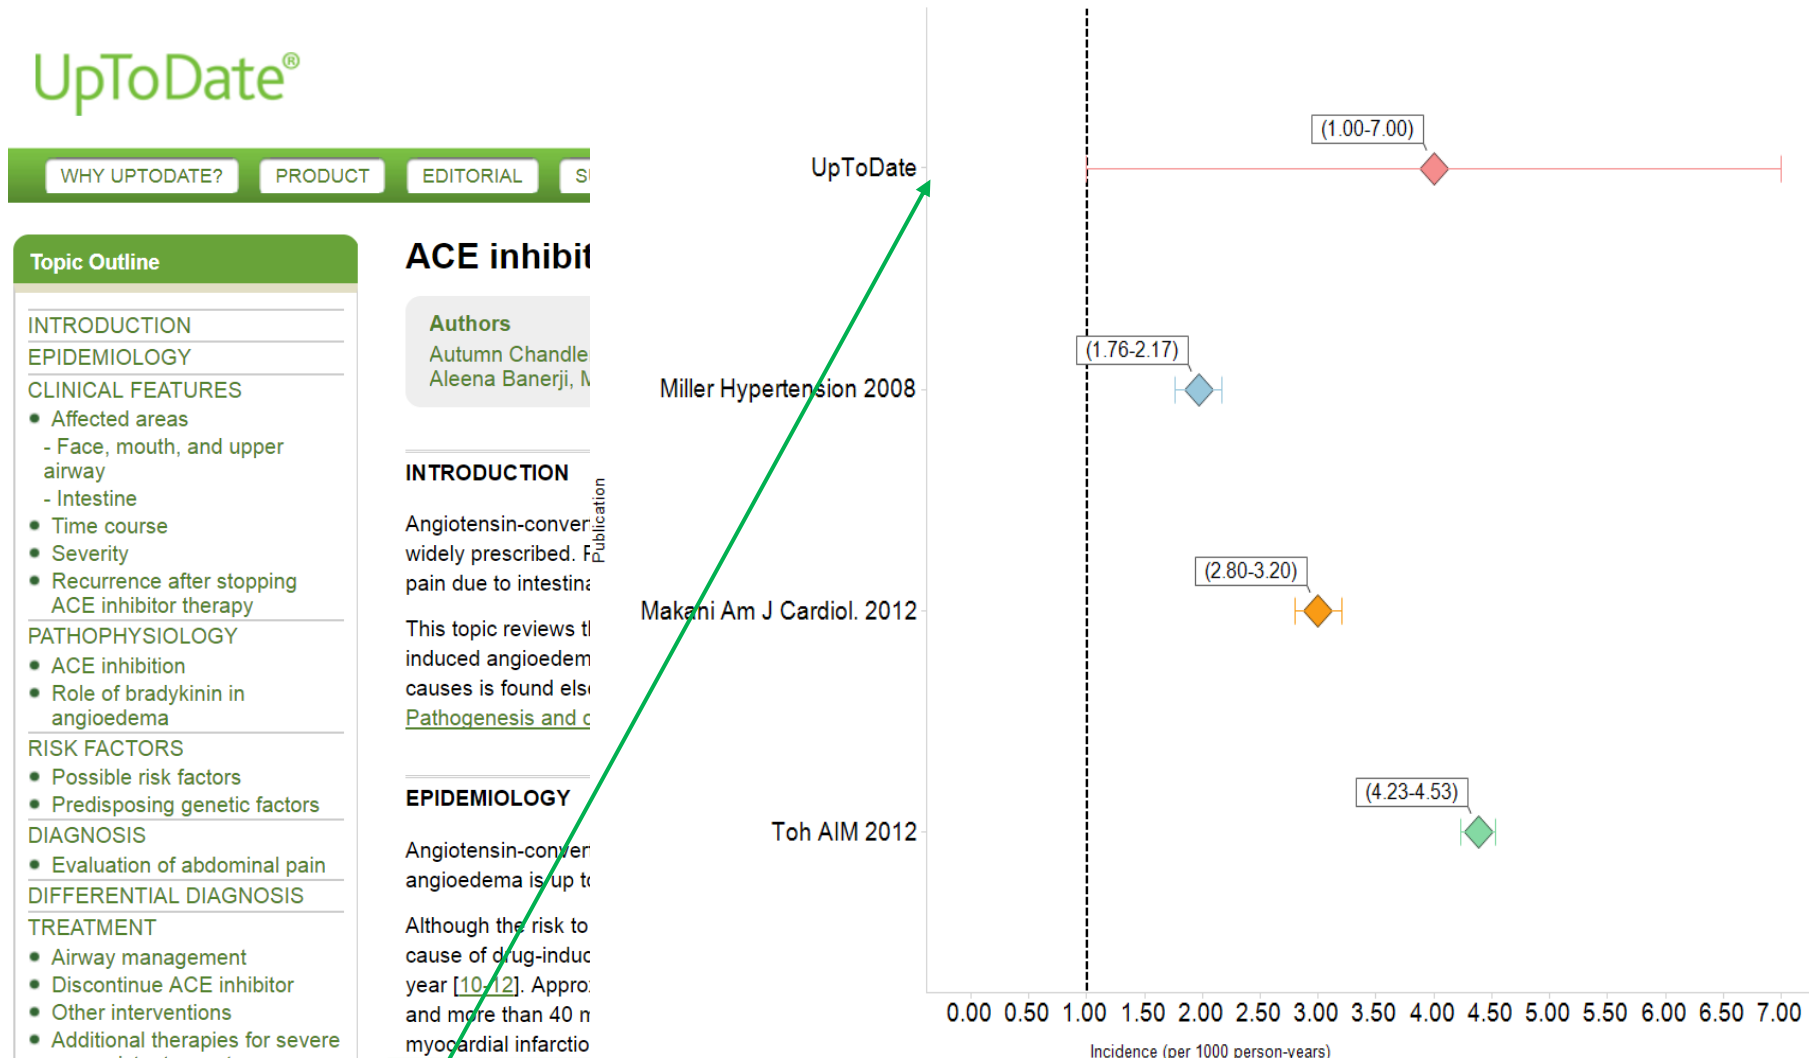 UpToDate®
WHY UPTODATE?
PRODUCT
EDITORIAL
Topic Outline
INTRODUCTION
EPIDEMIOLOGY
CLINICAL FEATURES
Affected areas
- Face, mouth, and upper
airway
- Intestine
Time course
Severity
Recurrence after stopping
ACE inhibitor therapy
PATHOPHYSIOLOGY
ACE inhibition
Role of bradykinin in
angioedema
RISK FACTORS
Possible risk factors
Predisposing genetic factors
DIAGNOSIS
Evaluation of abdominal pain
DIFFERENTIAL DIAGNOSIS
TREATMENT
Airway management
Discontinue ACE inhibitor
Other interventions
Additional therapies for severe
ACE inhibit
Authors
Autumn Chandle
Aleena Banerji, M
INTRODUCTION
Angiotensin-conver
widely prescribed.
pain due to intestina
This topic reviews
induced angioedem
causes is found else
Pathogenesis and
EPIDEMIOLOGY
Angiotensin-conver
angioedema is up to
Although the risk to
cause of drug-induc
year [10-12]. Appro
and more than 40 m
myocardial infarctio
Publication
UpToDate
(1.00-7.00)
Miller Hypertension 2008
(1.76-2.17)
Makani Am J Cardiol. 2012
(2.80-3.20)
Toh AIM 2012
(4.23-4.53)
0.00 0.50 1.00 1.50 2.00 2.50 3.00 3.50 4.00 4.50 5.00 5.50 6.00 6.50 7.00
Incidence (per 1000 person-years)